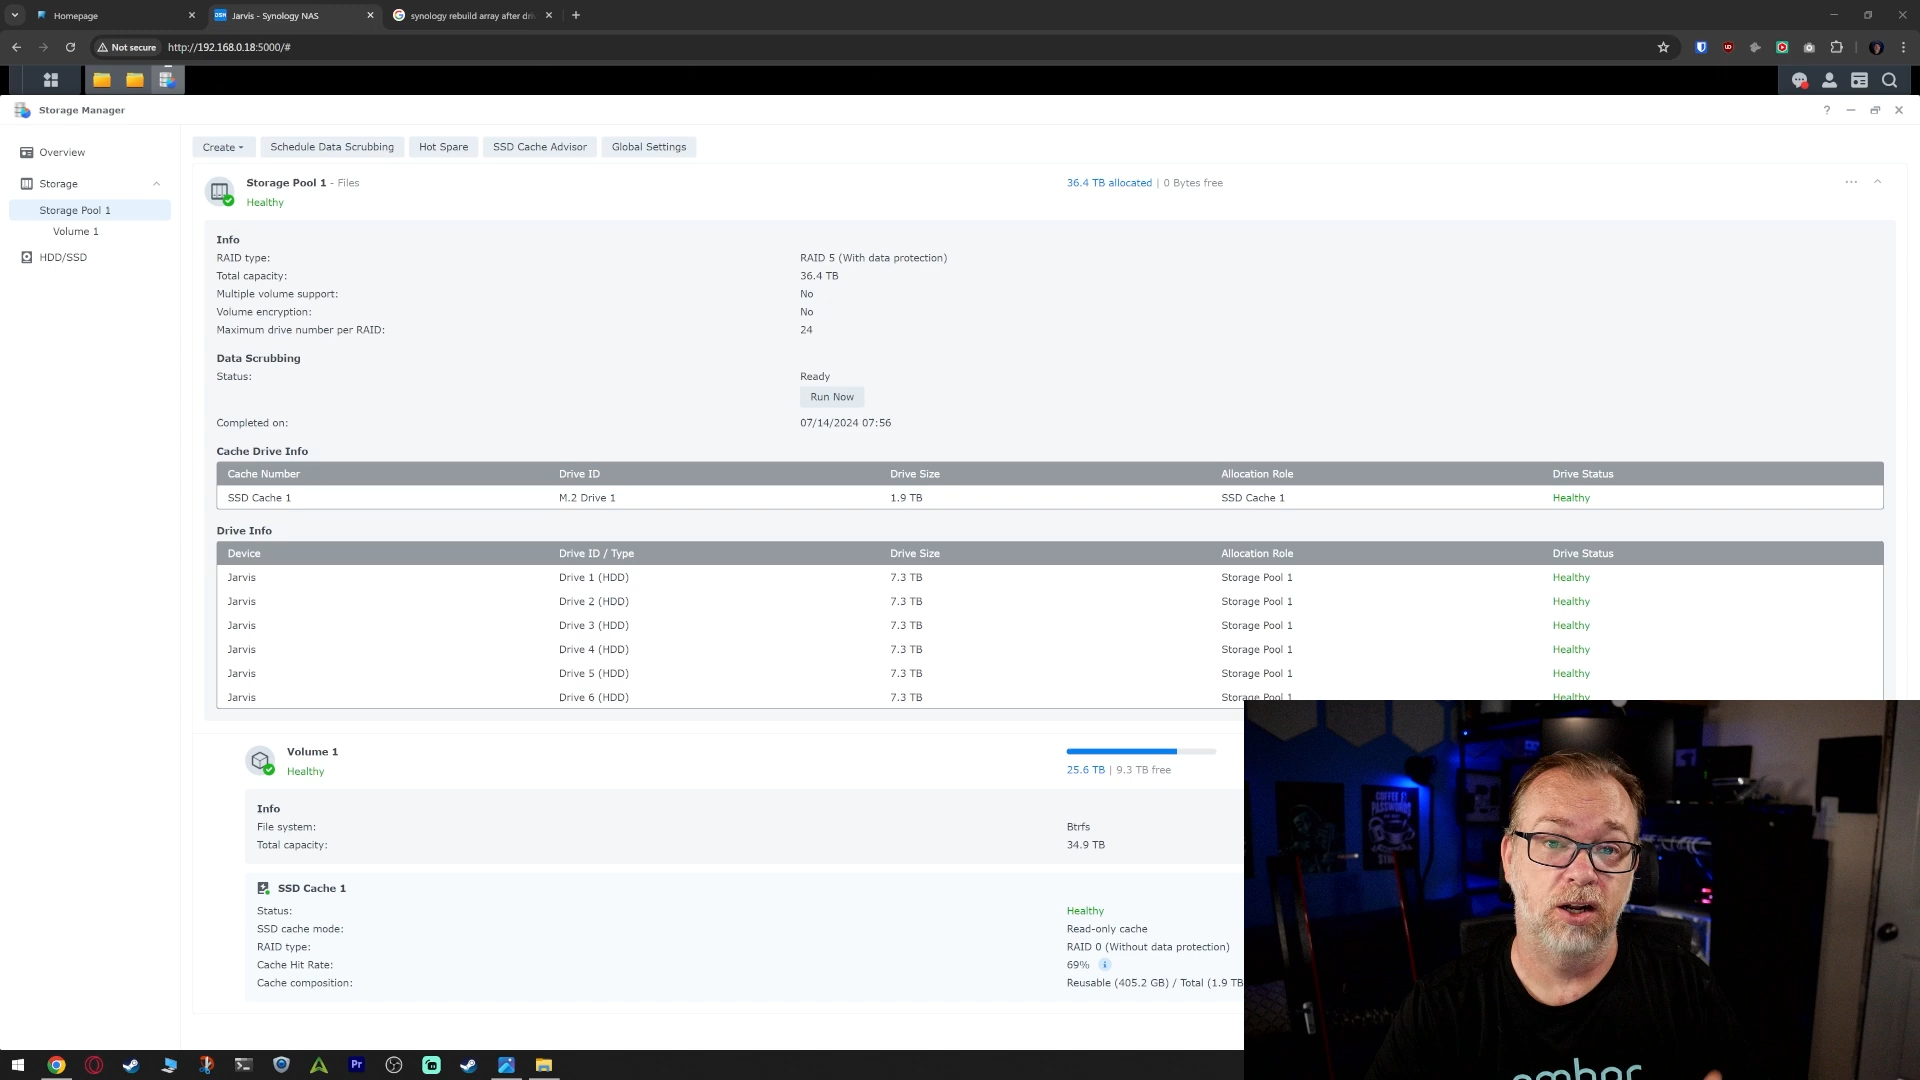 Homepage
Jarvis - Synology NAS
synology rebuild array after dri
Not secure
http://192.168.0.18:5000/#
Storage Manager
Overview
Storage
Storage Pool 1
Volume 1
HDD/SSD
Create
Schedule Data Scrubbing
Hot Spare
SSD Cache Advisor
Global Settings
Storage Pool 1 - Files
36.4 TB allocated | 0 Bytes free
Healthy
Info
RAID type: RAID 5 (With data protection)
Total capacity: 36.4 TB
Multiple volume support: No
Volume encryption: No
Maximum drive number per RAID: 24
Data Scrubbing
Status: Ready
Run Now
Completed on: 07/14/2024 07:56
Cache Drive Info
Cache Number Drive ID Drive Size Allocation Role Drive Status
SSD Cache 1 M.2 Drive 1 1.9 TB SSD Cache 1 Healthy
Drive Info
Device Drive ID / Type Drive Size Allocation Role Drive Status
Jarvis Drive 1 (HDD) 7.3 TB Storage Pool 1 Healthy
Jarvis Drive 2 (HDD) 7.3 TB Storage Pool 1 Healthy
Jarvis Drive 3 (HDD) 7.3 TB Storage Pool 1 Healthy
Jarvis Drive 4 (HDD) 7.3 TB Storage Pool 1 Healthy
Jarvis Drive 5 (HDD) 7.3 TB Storage Pool 1 Healthy
Jarvis Drive 6 (HDD) 7.3 TB Storage Pool 1 Healthy
Volume 1
Healthy
25.6 TB | 9.3 TB free
Info
File system: Btrfs
Total capacity: 34.9 TB
SSD Cache 1
Status: Healthy
SSD cache mode: Read-only cache
RAID type: RAID 0 (Without data protection)
Cache Hit Rate: 69%
Cache composition: Reusable (405.2 GB) / Total (1.9 TB
COFFEE &
PASSWORDS
Pr